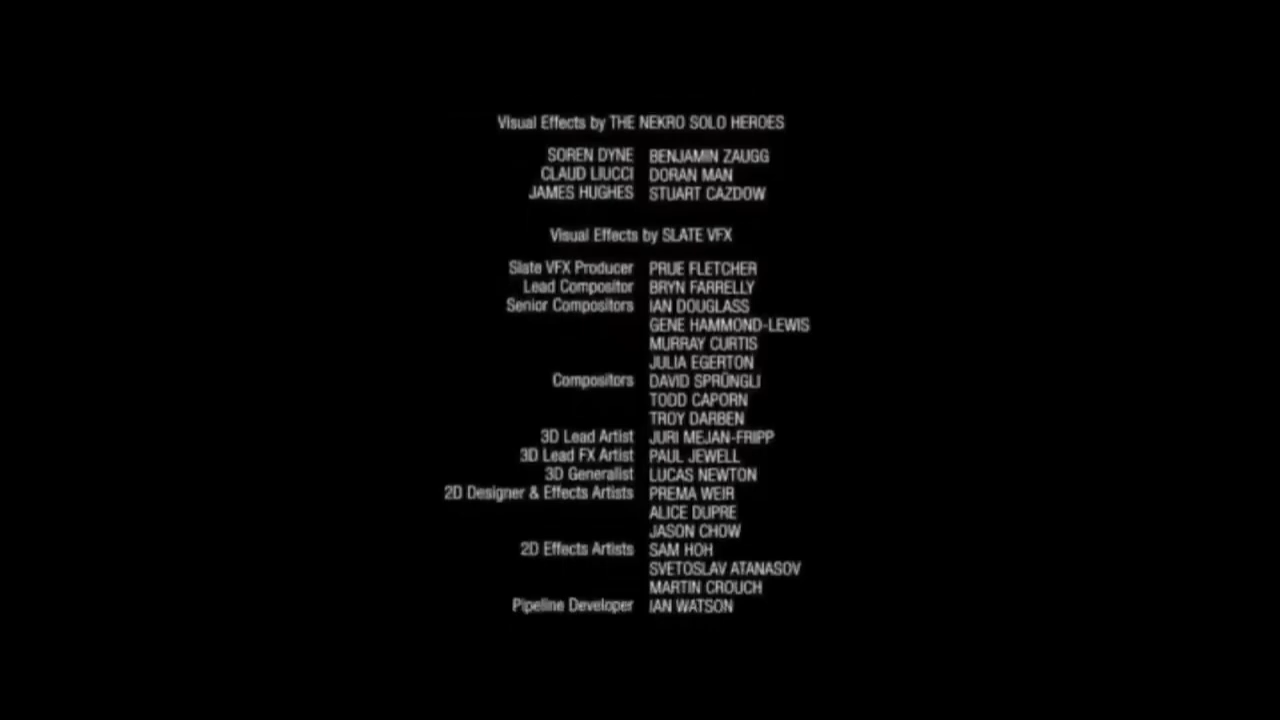 Visual Effects by THE NEKRO SOLO HEROES
SOREN DYNE BENJAMIN ZAUGG
CLAUD LIUCCI DORAN MAN
JAMES HUGHES STUART CAZDOW
Visual Effects by SLATE VFX
Slate VFX Producer PRUE FLETCHER
Lead Compositor BRYN FARRELLY
Senior Compositors IAN DOUGLASS
GENE HAMMOND-LEWIS
MURRAY CURTIS
JULIA EGERTON
Compositors DAVID SPRÜNGLI
TODD CAPORN
TROY DARBEN
3D Lead Artist JURI MEJAN-FRIPP
3D Lead FX Artist PAUL JEWELL
3D Generalist LUCAS NEWTON
2D Designer & Effects Artists PREMA WEIR
ALICE DUPRE
JASON CHOW
2D Effects Artists SAM HOH
SVETOSLAV ATANASOV
MARTIN CROUCH
Pipeline Developer IAN WATSON